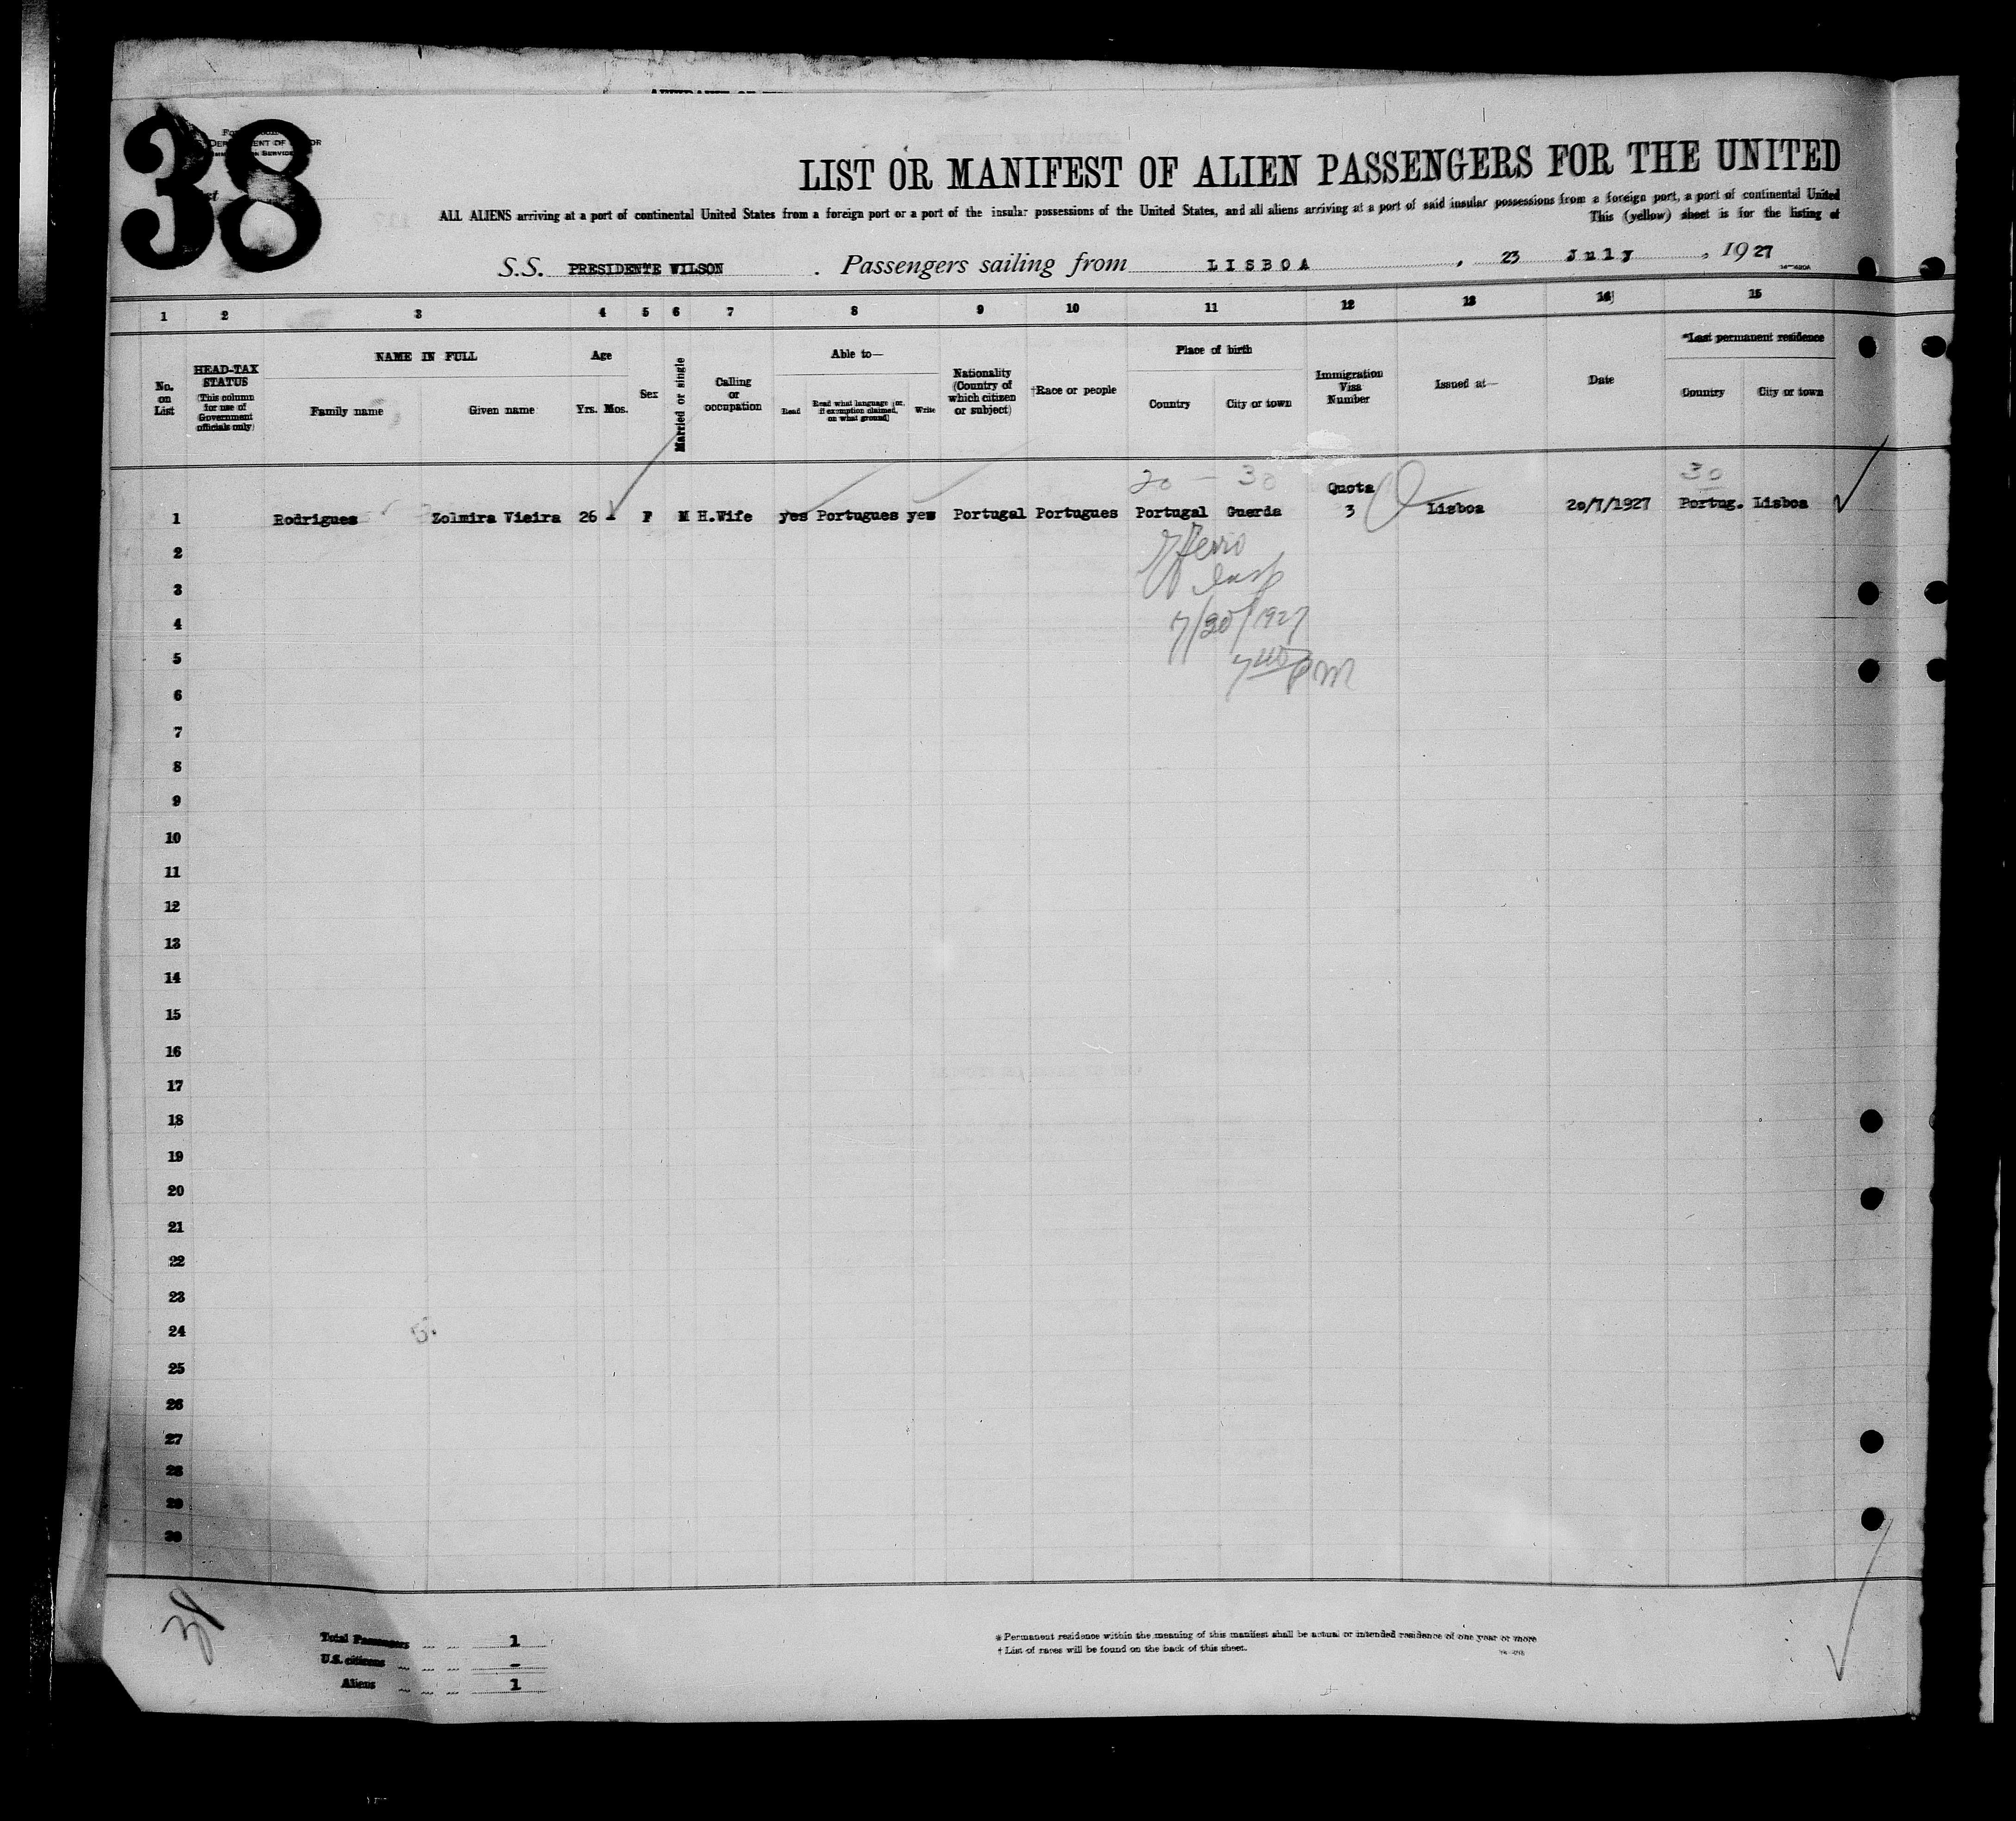 38
LIST OR MANIFEST OF ALIEN PASSENGERS FOR THE UNITED
ALL ALIENS arriving at a port of continental United States from a foreign port or a port of the insular possessions of the United States, and all aliens arriving at a port of said insular possessions from a foreign port, a port of continental United
This (yellow) sheet is for the listing of
S.S. PRESIDENTE WILSON . Passengers sailing from LISBOA , 23 July , 1927
1 2 3 4 5 6 7 8 9 10 11 12 13 14 15
No. on List
HEAD-TAX STATUS (This column for use of Government officials only)
NAME IN FULL
Family name Given name
Age
Yrs. Mos.
Sex
Married or single
Calling or occupation
Able to—
Read Read what language (or, if exemption claimed, on what ground) Write
Nationality (Country of which citizen or subject)
†Race or people
Place of birth
Country City or town
Immigration Visa Number
Issued at—
Date
*Last permanent residence
Country City or town
20 — 30 30
Quota
1 Rodrigues Zolmira Vieira 26 - F M H.Wife yes Portugues yes Portugal Portugues Portugal Guerda 3 Lisboa 20/7/1927 Portug. Lisboa
2
3
4
7/30/1927
5
7 40 PM
6
7
8
9
10
11
12
13
14
15
16
17
18
19
20
21
22
23
24
25
26
27
28
29
30
38
Total Passengers 1
U.S. citizens -
Aliens 1
* Permanent residence within the meaning of this manifest shall be actual or intended residence of one year or more
† List of races will be found on the back of this sheet.